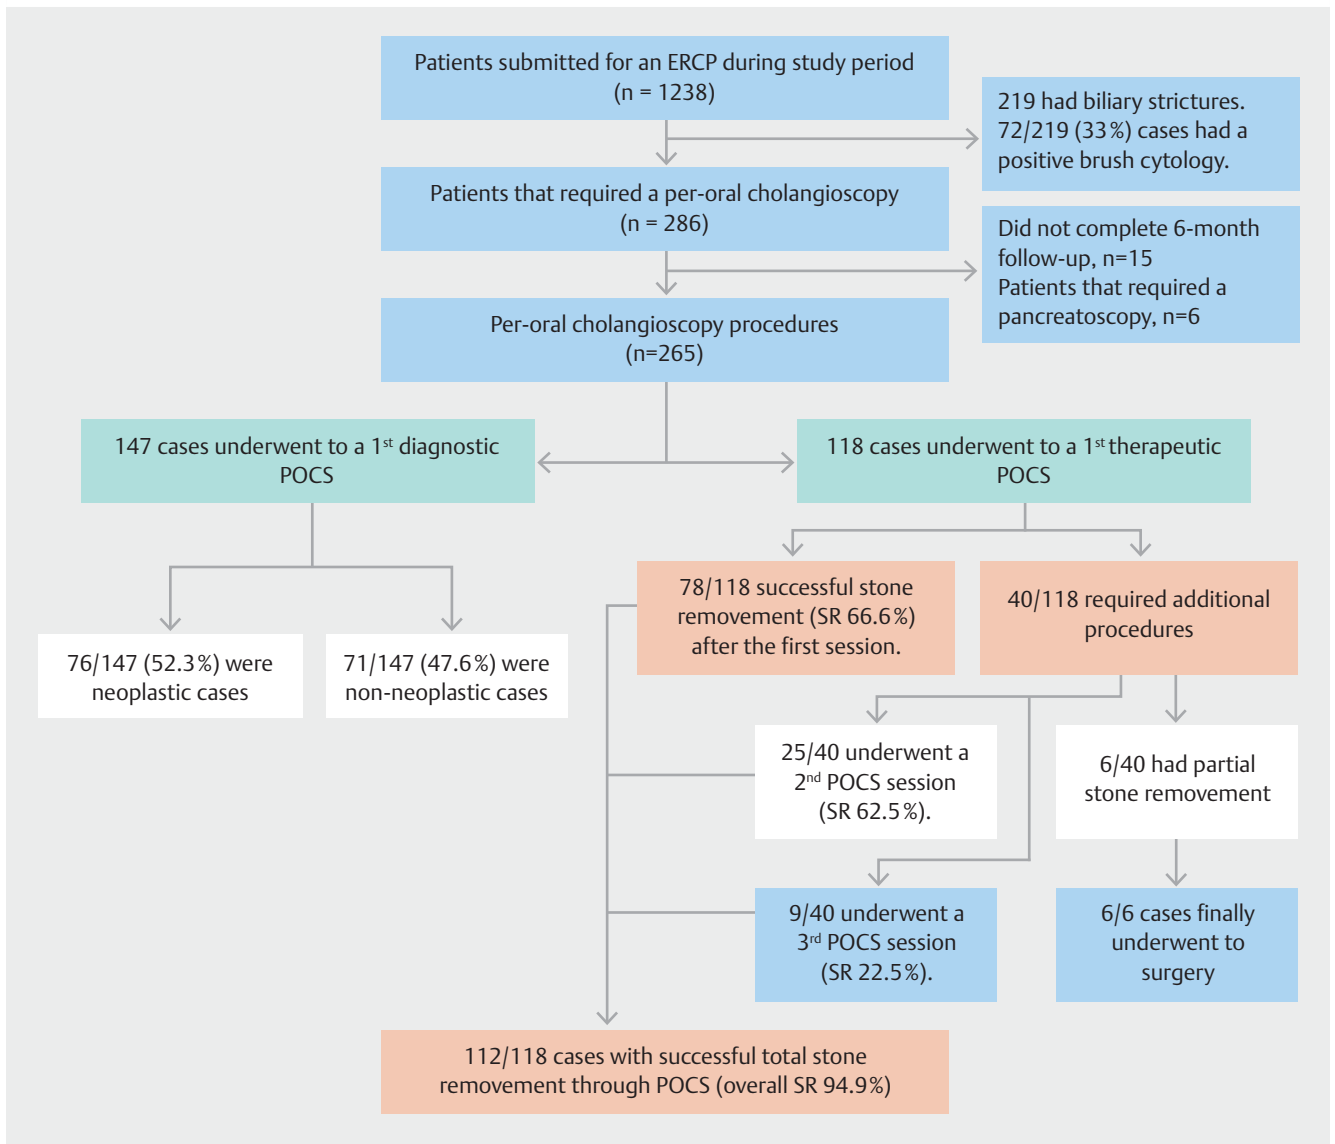 Patients submitted for an ERCP during study period
(n = 1238)
219 had biliary strictures.
72/219 (33%) cases had a
positive brush cytology.
Patients that required a per-oral cholangioscopy
(n = 286)
Did not complete 6-month
follow-up, n=15
Patients that required a
pancreatoscopy, n=6
Per-oral cholangioscopy procedures
(n=265)
147 cases underwent to a 1st diagnostic
POCS
118 cases underwent to a 1st therapeutic
POCS
78/118 successful stone
removement (SR 66.6%)
after the first session.
40/118 required additional
procedures
76/147 (52.3%) were
neoplastic cases
71/147 (47.6%) were
non-neoplastic cases
25/40 underwent a
2nd POCS session
(SR 62.5%).
6/40 had partial
stone removement
9/40 underwent a
3rd POCS session
(SR 22.5%).
6/6 cases finally
underwent to
surgery
112/118 cases with successful total stone
removement through POCS (overall SR 94.9%)